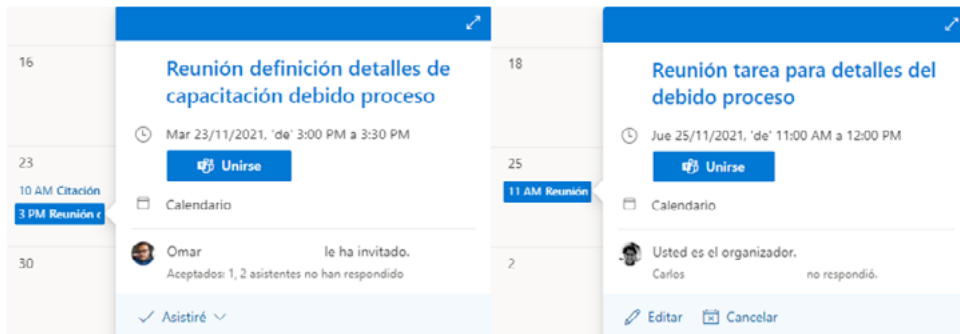 16
Reunión definición detalles de
capacitación debido proceso
Mar 23/11/2021, 'de' 3:00 PM a 3:30 PM
Unirse
23
10 AM Citación
3 PM Reunión c
Calendario
Omar le ha invitado.
Aceptados: 1, 2 asistentes no han respondido
30
Asistiré
18
Reunión tarea para detalles del
debido proceso
Jue 25/11/2021, 'de' 11:00 AM a 12:00 PM
Unirse
25
11 AM Reunión
Calendario
Usted es el organizador.
Carlos no respondió.
2
Editar Cancelar